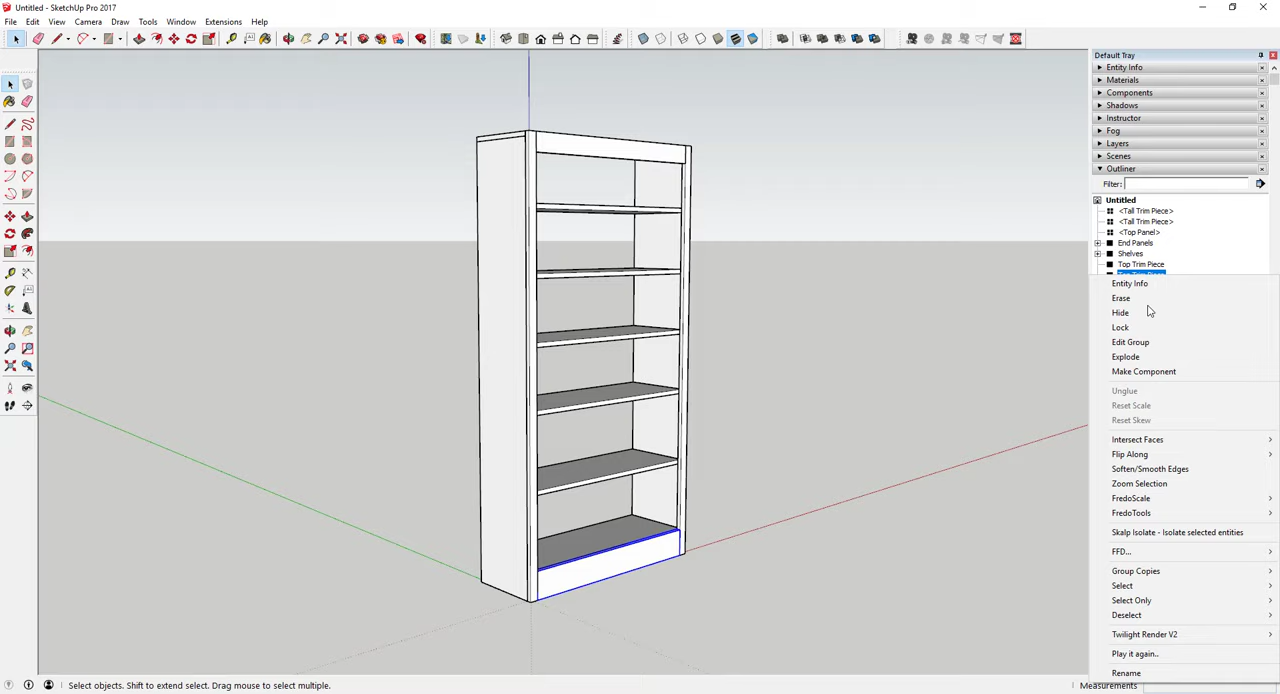 Untitled - SketchUp Pro 2017
File Edit View Camera Draw Tools Window Extensions Help
Default Tray
Entity Info
Materials
Components
Shadows
Instructor
Fog
Layers
Scenes
Outliner
Filter:
Untitled
<Tall Trim Piece>
<Tall Trim Piece>
<Top Panel>
End Panels
Shelves
Top Trim Piece
Top Trim Piece
Entity Info
Erase
Hide
Lock
Edit Group
Explode
Make Component
Unglue
Reset Scale
Reset Skew
Intersect Faces
Flip Along
Soften/Smooth Edges
Zoom Selection
FredoScale
FredoTools
Skalp Isolate - Isolate selected entities
FFD...
Group Copies
Select
Select Only
Deselect
Twilight Render V2
Play it again..
Rename
Select objects. Shift to extend select. Drag mouse to select multiple.
Measurements